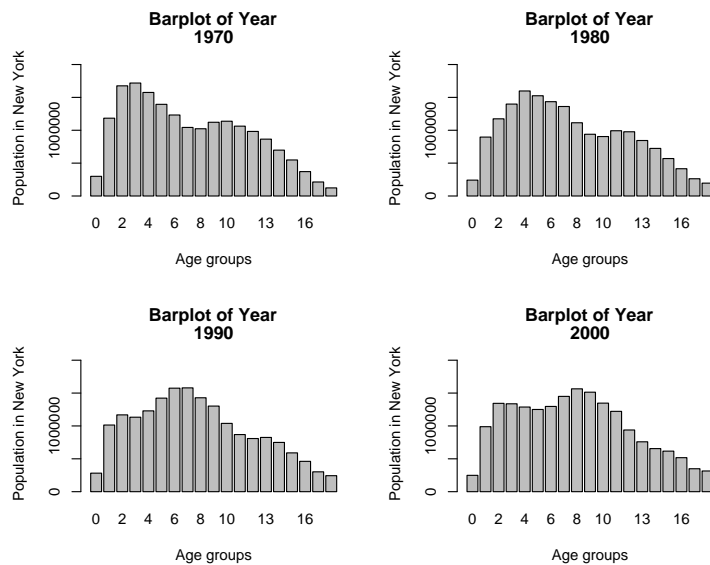 Barplot of Year
1970
Population in New York
0 1000000
0 2 4 6 8 10 13 16
Age groups
Barplot of Year
1980
Population in New York
0 1000000
0 2 4 6 8 10 13 16
Age groups
Barplot of Year
1990
Population in New York
0 1000000
0 2 4 6 8 10 13 16
Age groups
Barplot of Year
2000
Population in New York
0 1000000
0 2 4 6 8 10 13 16
Age groups